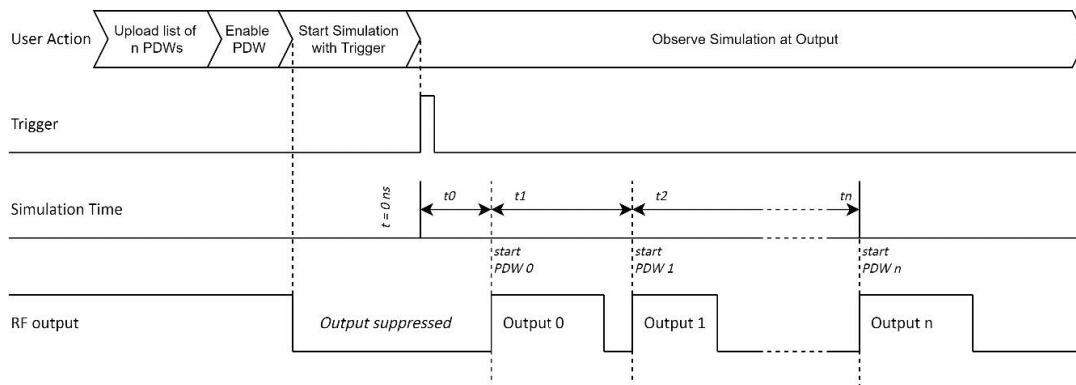 User Action
Upload list of
n PDWs
Enable
PDW
Start Simulation
with Trigger
Observe Simulation at Output
Trigger
Simulation Time
t = 0 ns
t0
t1
t2
tn
start
PDW 0
start
PDW 1
start
PDW n
RF output
Output suppressed
Output 0
Output 1
Output n